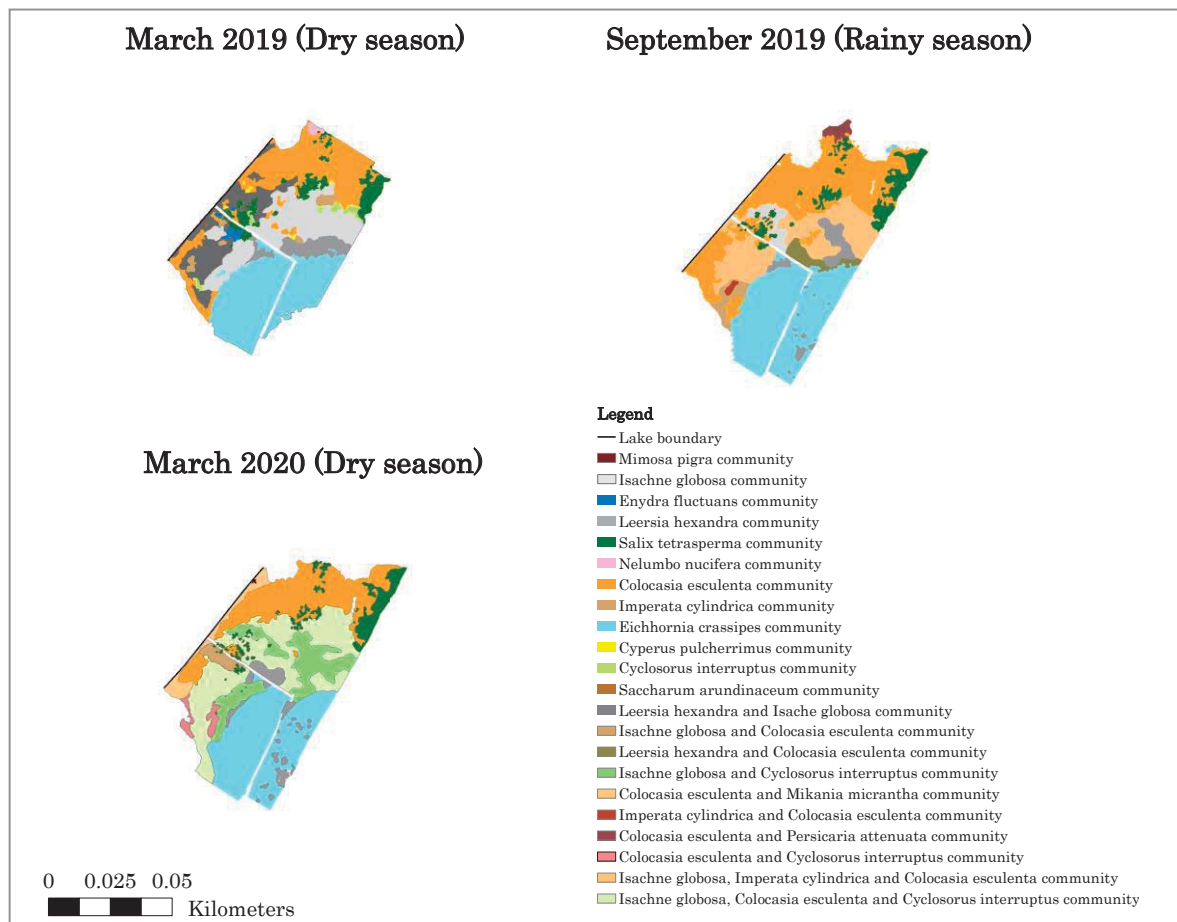 March 2019 (Dry season)
September 2019 (Rainy season)
March 2020 (Dry season)
Legend
Lake boundary
Mimosa pigra community
Isachne globosa community
Enydra fluctuans community
Leersia hexandra community
Salix tetrasperma community
Nelumbo nucifera community
Colocasia esculenta community
Imperata cylindrica community
Eichhornia crassipes community
Cyperus pulcherrimus community
Cyclosorus interruptus community
Saccharum arundinaceum community
Leersia hexandra and Isache globosa community
Isachne globosa and Colocasia esculenta community
Leersia hexandra and Colocasia esculenta community
Isachne globosa and Cyclosorus interruptus community
Colocasia esculenta and Mikania micrantha community
Imperata cylindrica and Colocasia esculenta community
Colocasia esculenta and Persicaria attenuata community
Colocasia esculenta and Cyclosorus interruptus community
Isachne globosa, Imperata cylindrica and Colocasia esculenta community
Isachne globosa, Colocasia esculenta and Cyclosorus interruptus community
0 0.025 0.05
Kilometers